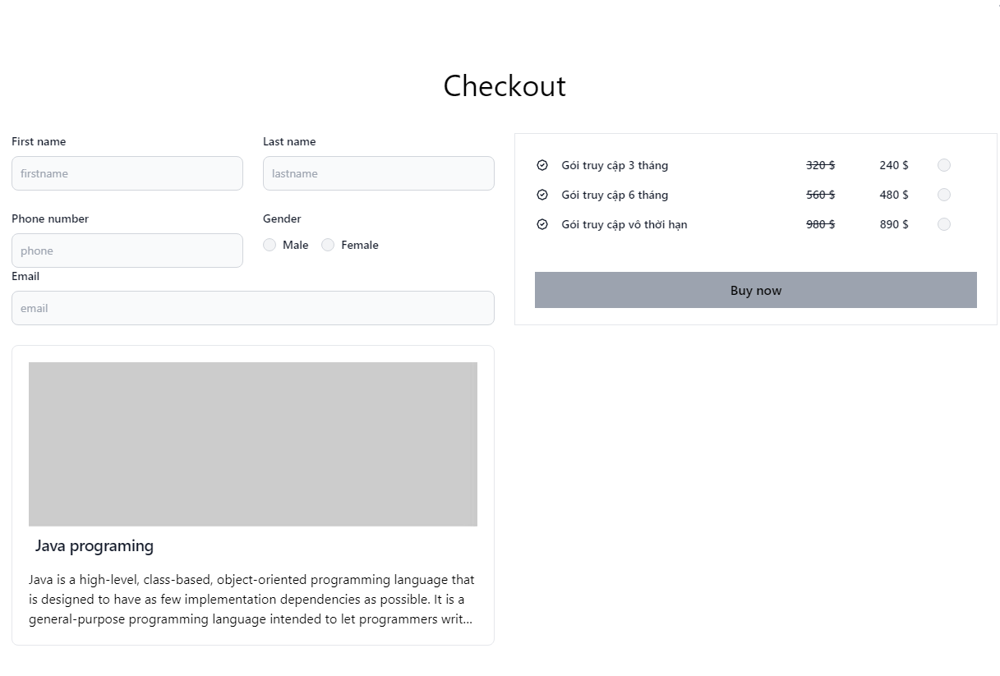 Checkout
First name
Last name
firstname
lastname
Phone number
Gender
phone
Male
Female
Email
email
Gói truy cập 3 tháng 320 $ 240 $
Gói truy cập 6 tháng 560 $ 480 $
Gói truy cập vô thời hạn 980 $ 890 $
Buy now
Java programing
Java is a high-level, class-based, object-oriented programming language that
is designed to have as few implementation dependencies as possible. It is a
general-purpose programming language intended to let programmers writ...